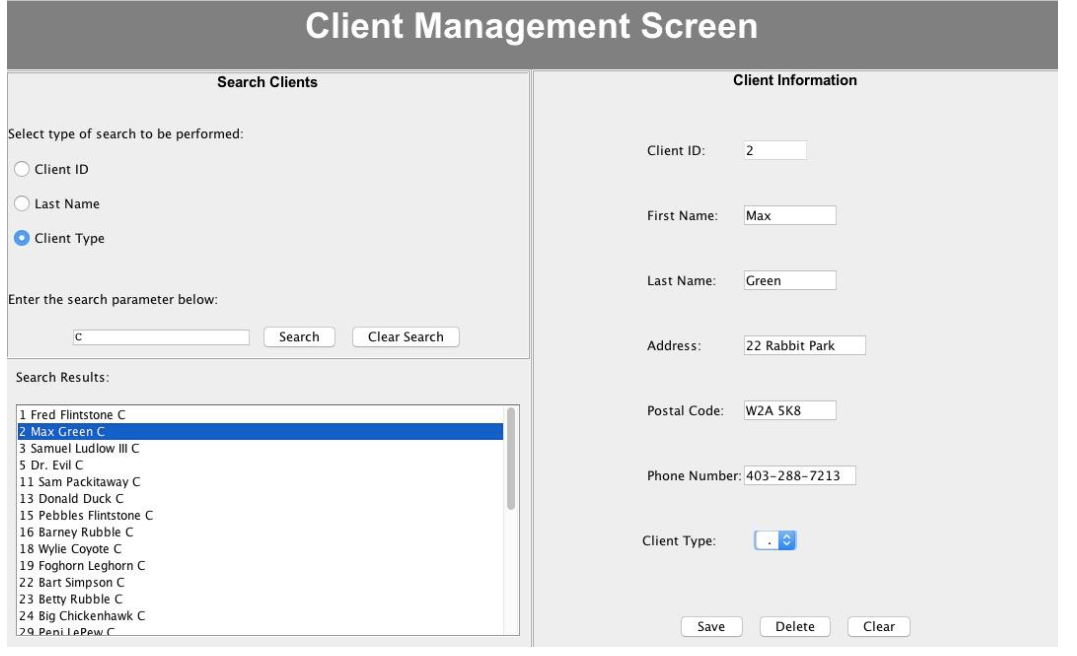 Client Management Screen
Search Clients
Select type of search to be performed:
Client ID
Last Name
Client Type
Enter the search parameter below:
C
Search
Clear Search
Search Results:
1 Fred Flintstone C
2 Max Green C
3 Samuel Ludlow III C
5 Dr. Evil C
11 Sam Packitaway C
13 Donald Duck C
15 Pebbles Flintstone C
16 Barney Rubble C
18 Wylie Coyote C
19 Foghorn Leghorn C
22 Bart Simpson C
23 Betty Rubble C
24 Big Chickenhawk C
29 Pepi LePew C
Client Information
Client ID: 2
First Name: Max
Last Name: Green
Address: 22 Rabbit Park
Postal Code: W2A 5K8
Phone Number: 403-288-7213
Client Type: .
Save
Delete
Clear